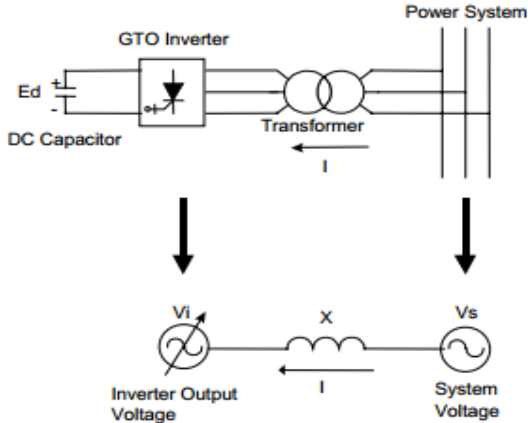 Power System
GTO Inverter
Ed
+
-
DC Capacitor
Transformer
I
Vi
X
Vs
I
Inverter Output
Voltage
System
Voltage